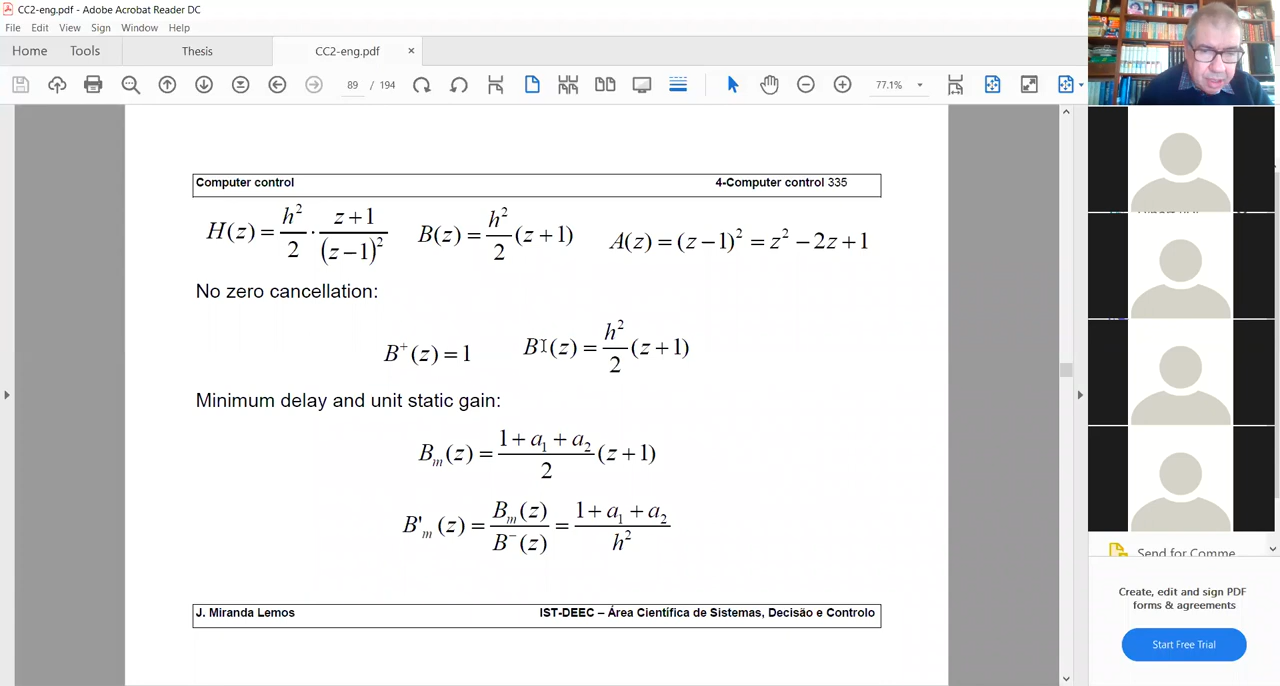 CC2-eng.pdf - Adobe Acrobat Reader DC
File Edit View Sign Window Help
Home Tools Thesis CC2-eng.pdf ×
89 / 194 77.1%
Computer control 4-Computer control 335
H(z) = h²/2 · (z+1)/(z−1)² B(z) = h²/2 (z+1) A(z) = (z−1)² = z² − 2z + 1
No zero cancellation:
B⁺(z) = 1 B⁻(z) = h²/2 (z+1)
Minimum delay and unit static gain:
Bₘ(z) = (1 + a₁ + a₂)/2 (z+1)
B'ₘ(z) = Bₘ(z)/B⁻(z) = (1 + a₁ + a₂)/h²
J. Miranda Lemos IST-DEEC – Área Científica de Sistemas, Decisão e Controlo
Send for Comme
Create, edit and sign PDF
forms & agreements
Start Free Trial